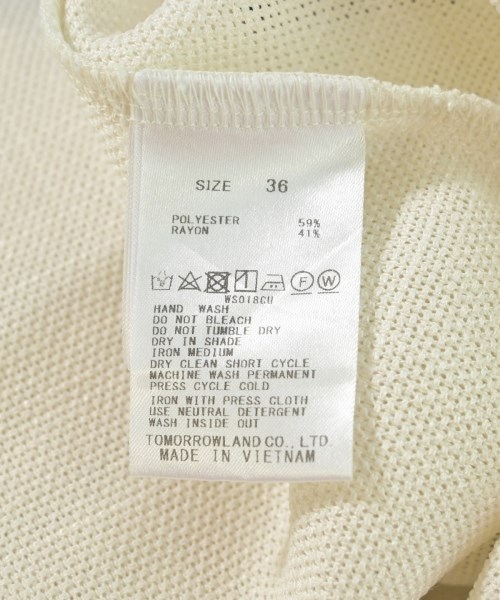 SIZE 36
POLYESTER 59%
RAYON 41%
F W
WS018CU
HAND WASH
DO NOT BLEACH
DO NOT TUMBLE DRY
DRY IN SHADE
IRON MEDIUM
DRY CLEAN SHORT CYCLE
MACHINE WASH PERMANENT
PRESS CYCLE COLD
IRON WITH PRESS CLOTH
USE NEUTRAL DETERGENT
WASH INSIDE OUT
TOMORROWLAND CO., LTD.
MADE IN VIETNAM